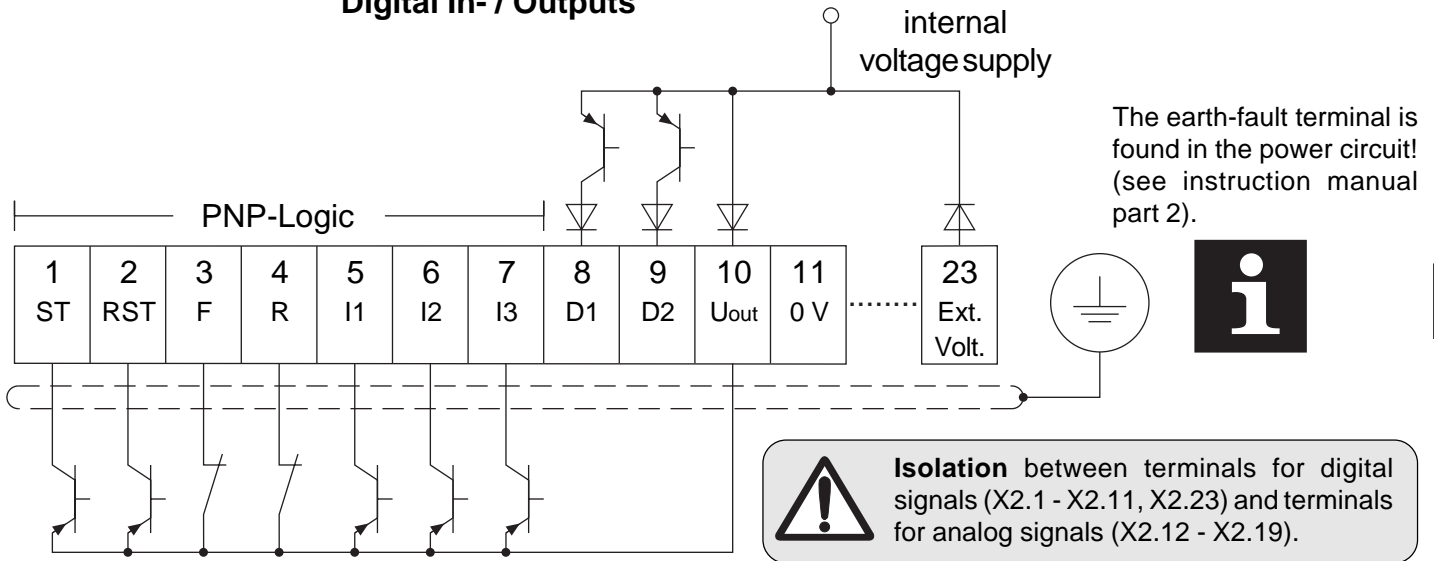 Digital In- / Outputs
internal
voltage supply
The earth-fault terminal is
found in the power circuit!
(see instruction manual
part 2).
PNP-Logic
1 2 3 4 5 6 7 8 9 10 11 23
ST RST F R I1 I2 I3 D1 D2 Uout 0 V ........ Ext.
Volt.
i
Isolation between terminals for digital
signals (X2.1 - X2.11, X2.23) and terminals
for analog signals (X2.12 - X2.19).